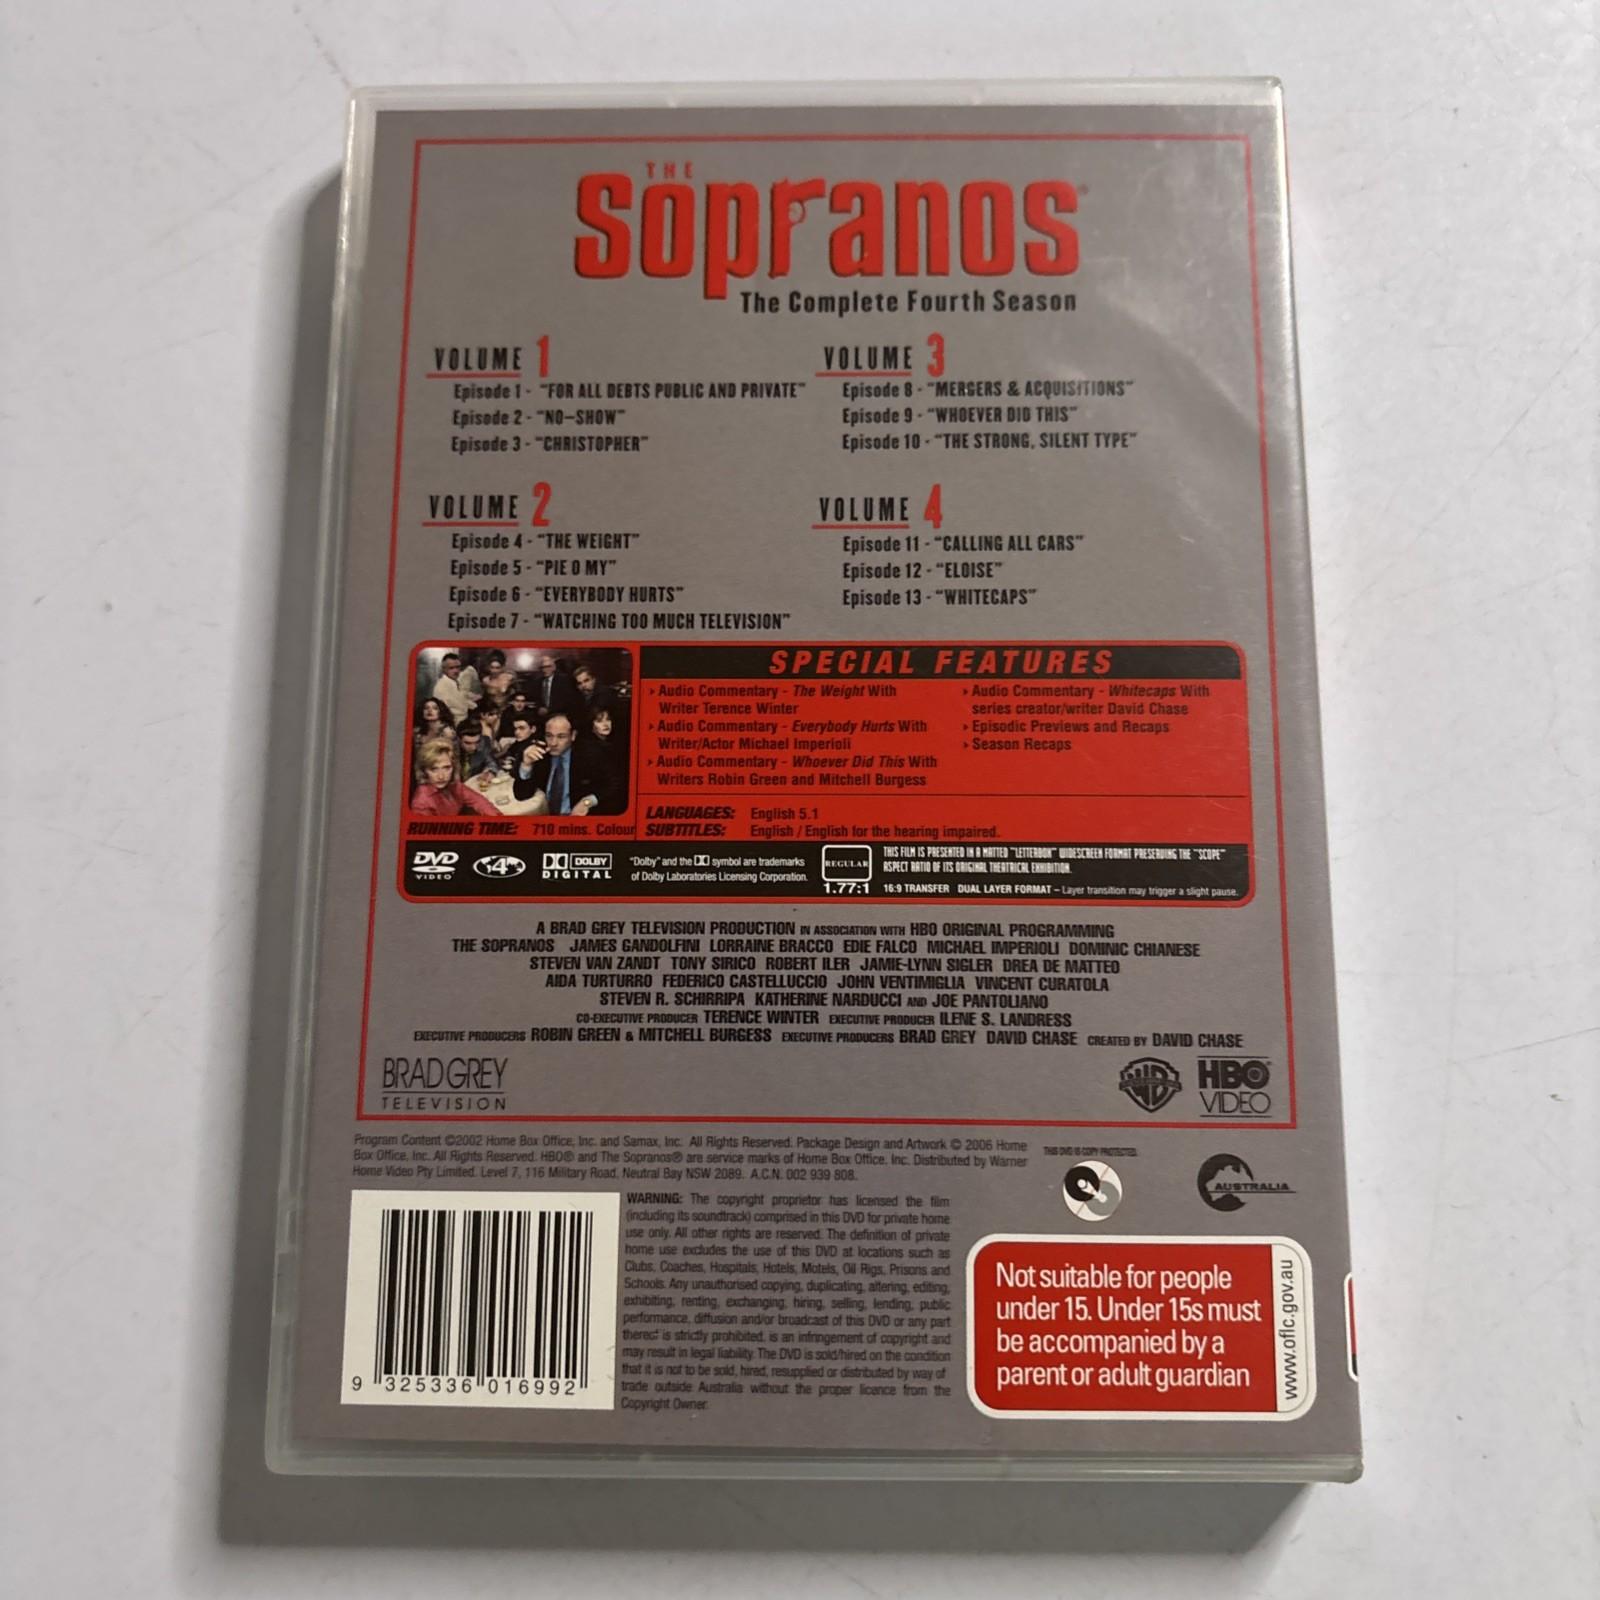 THE
Sopranos
The Complete Fourth Season
VOLUME 1
Episode 1 - "FOR ALL DEBTS PUBLIC AND PRIVATE"
Episode 2 - "NO-SHOW"
Episode 3 - "CHRISTOPHER"
VOLUME 2
Episode 4 - "THE WEIGHT"
Episode 5 - "PIE O MY"
Episode 6 - "EVERYBODY HURTS"
Episode 7 - "WATCHING TOO MUCH TELEVISION"
VOLUME 3
Episode 8 - "MERGERS & ACQUISITIONS"
Episode 9 - "WHOEVER DID THIS"
Episode 10 - "THE STRONG, SILENT TYPE"
VOLUME 4
Episode 11 - "CALLING ALL CARS"
Episode 12 - "ELOISE"
Episode 13 - "WHITECAPS"
SPECIAL FEATURES
› Audio Commentary - The Weight With
Writer Terence Winter
› Audio Commentary - Everybody Hurts With
Writer/Actor Michael Imperioli
› Audio Commentary - Whoever Did This With
Writers Robin Green and Mitchell Burgess
› Audio Commentary - Whitecaps With
series creator/writer David Chase
› Episodic Previews and Recaps
› Season Recaps
RUNNING TIME: 710 mins. Colour
LANGUAGES: English 5.1
SUBTITLES: English / English for the hearing impaired.
DVD
VIDEO
4
DOLBY
DIGITAL
"Dolby" and the DD symbol are trademarks
of Dolby Laboratories Licensing Corporation.
REGULAR
1.77:1
THIS FILM IS PRESENTED IN A MATTED "LETTERBOX" WIDESCREEN FORMAT PRESERVING THE "SCOPE"
ASPECT RATIO OF ITS ORIGINAL THEATRICAL EXHIBITION.
16:9 TRANSFER DUAL LAYER FORMAT – Layer transition may trigger a slight pause.
A BRAD GREY TELEVISION PRODUCTION IN ASSOCIATION WITH HBO ORIGINAL PROGRAMMING
THE SOPRANOS JAMES GANDOLFINI LORRAINE BRACCO EDIE FALCO MICHAEL IMPERIOLI DOMINIC CHIANESE
STEVEN VAN ZANDT TONY SIRICO ROBERT ILER JAMIE-LYNN SIGLER DREA DE MATTEO
AIDA TURTURRO FEDERICO CASTELLUCCIO JOHN VENTIMIGLIA VINCENT CURATOLA
STEVEN R. SCHIRRIPA KATHERINE NARDUCCI AND JOE PANTOLIANO
CO-EXECUTIVE PRODUCER TERENCE WINTER EXECUTIVE PRODUCER ILENE S. LANDRESS
EXECUTIVE PRODUCERS ROBIN GREEN & MITCHELL BURGESS EXECUTIVE PRODUCERS BRAD GREY DAVID CHASE CREATED BY DAVID CHASE
BRAD GREY
TELEVISION
WB
HBO
VIDEO
Program Content ©2002 Home Box Office, Inc. and Samax, Inc. All Rights Reserved. Package Design and Artwork © 2006 Home
Box Office, Inc. All Rights Reserved. HBO® and The Sopranos® are service marks of Home Box Office, Inc. Distributed by Warner
Home Video Pty Limited. Level 7, 116 Military Road, Neutral Bay NSW 2089. A.C.N. 002 939 808.
THIS DVD IS COPY PROTECTED.
AUSTRALIA
WARNING: The copyright proprietor has licensed the film
(including its soundtrack) comprised in this DVD for private home
use only. All other rights are reserved. The definition of private
home use excludes the use of this DVD at locations such as
Clubs, Coaches, Hospitals, Hotels, Motels, Oil Rigs, Prisons and
Schools. Any unauthorised copying, duplicating, altering, editing,
exhibiting, renting, exchanging, hiring, selling, lending, public
performance, diffusion and/or broadcast of this DVD or any part
thereof is strictly prohibited, is an infringement of copyright and
may result in legal liability. The DVD is sold/hired on the condition
that it is not to be sold, hired, resupplied or distributed by way of
trade outside Australia without the proper licence from the
Copyright Owner.
9 325336 016992
Not suitable for people
under 15. Under 15s must
be accompanied by a
parent or adult guardian
www.oflc.gov.au